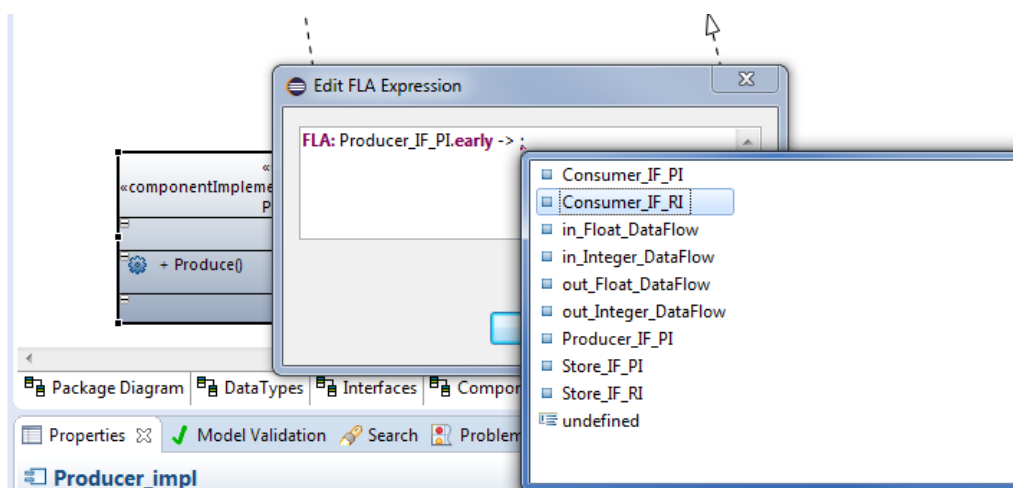 Edit FLA Expression
FLA: Producer_IF_PI.early -> ;
«
«componentImpleme
P
+ Produce()
Consumer_IF_PI
Consumer_IF_RI
in_Float_DataFlow
in_Integer_DataFlow
out_Float_DataFlow
out_Integer_DataFlow
Producer_IF_PI
Store_IF_PI
Store_IF_RI
undefined
Package Diagram DataTypes Interfaces Compor
Properties Model Validation Search Problem
Producer_impl